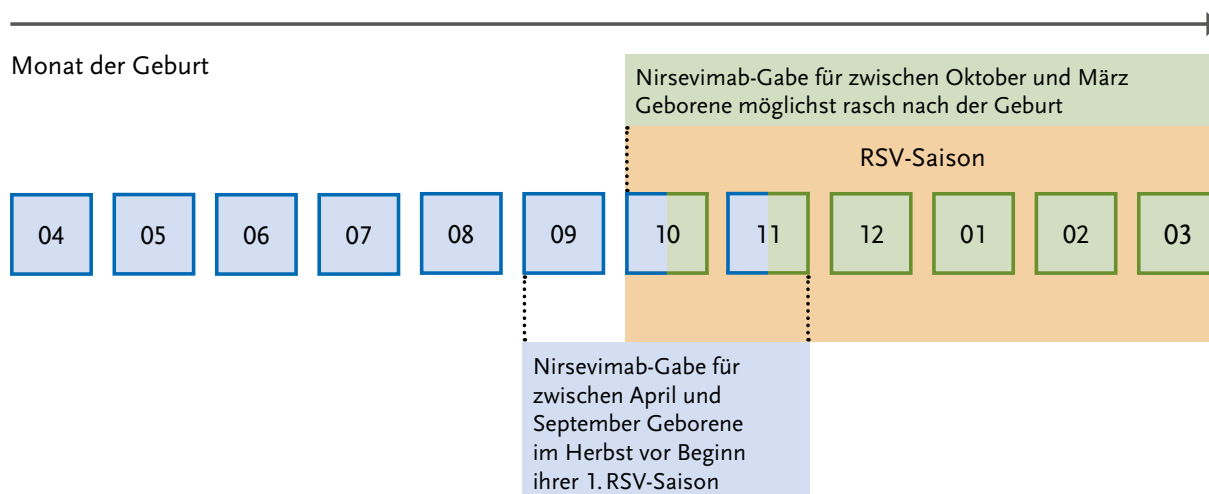 Monat der Geburt
Nirsevimab-Gabe für zwischen Oktober und März
Geborene möglichst rasch nach der Geburt
RSV-Saison
04 05 06 07 08 09 10 11 12 01 02 03
Nirsevimab-Gabe für
zwischen April und
September Geborene
im Herbst vor Beginn
ihrer 1. RSV-Saison